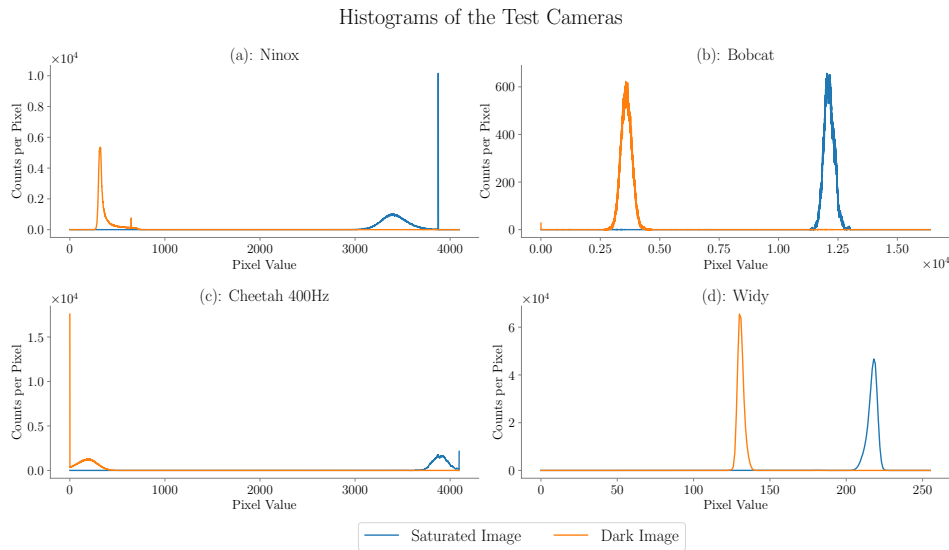 Histograms of the Test Cameras
(a): Ninox
×10⁴
Counts per Pixel
1.0
0.8
0.6
0.4
0.2
0.0
0 1000 2000 3000 4000
Pixel Value
(b): Bobcat
Counts per Pixel
600
400
200
0
0.0 0.25 0.5 0.75 1.0 1.25 1.5
×10⁴
Pixel Value
(c): Cheetah 400Hz
×10⁴
Counts per Pixel
1.5
1.0
0.5
0.0
0 1000 2000 3000 4000
Pixel Value
(d): Widy
×10⁴
Counts per Pixel
6
4
2
0
0 50 100 150 200 250
Pixel Value
Saturated Image Dark Image